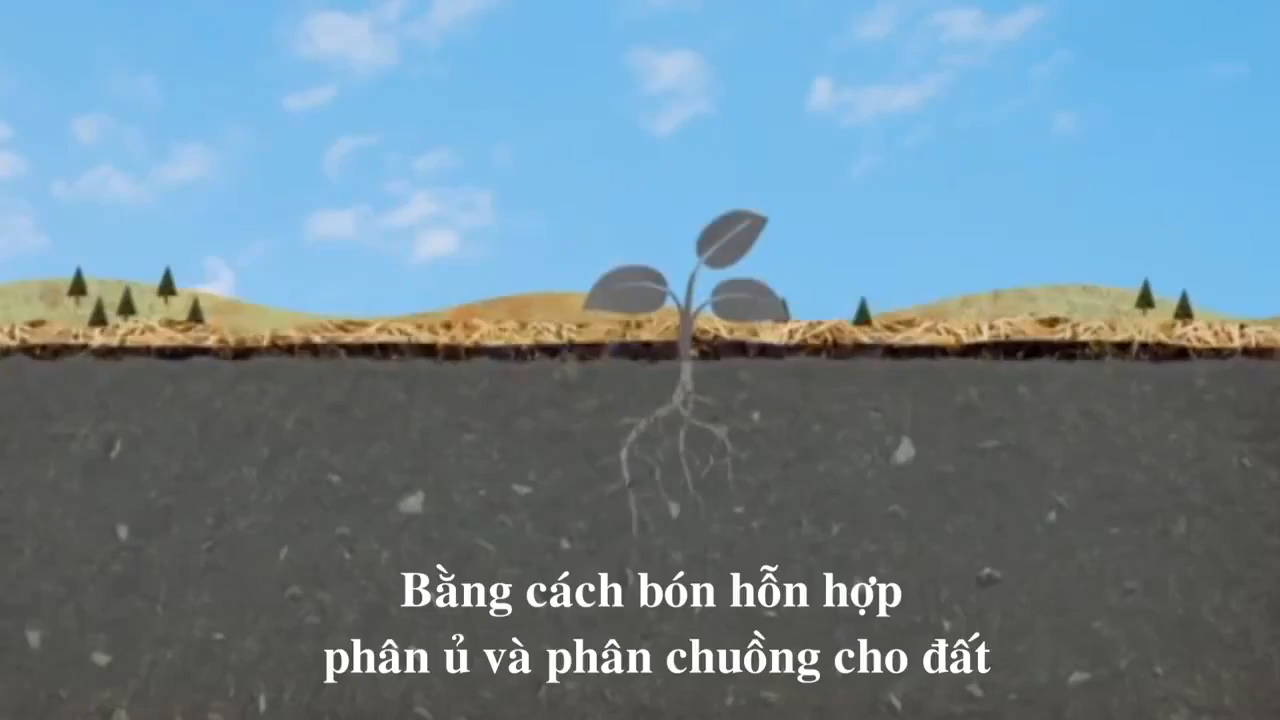 Bằng cách bón hỗn hợp
phân ủ và phân chuồng cho đất